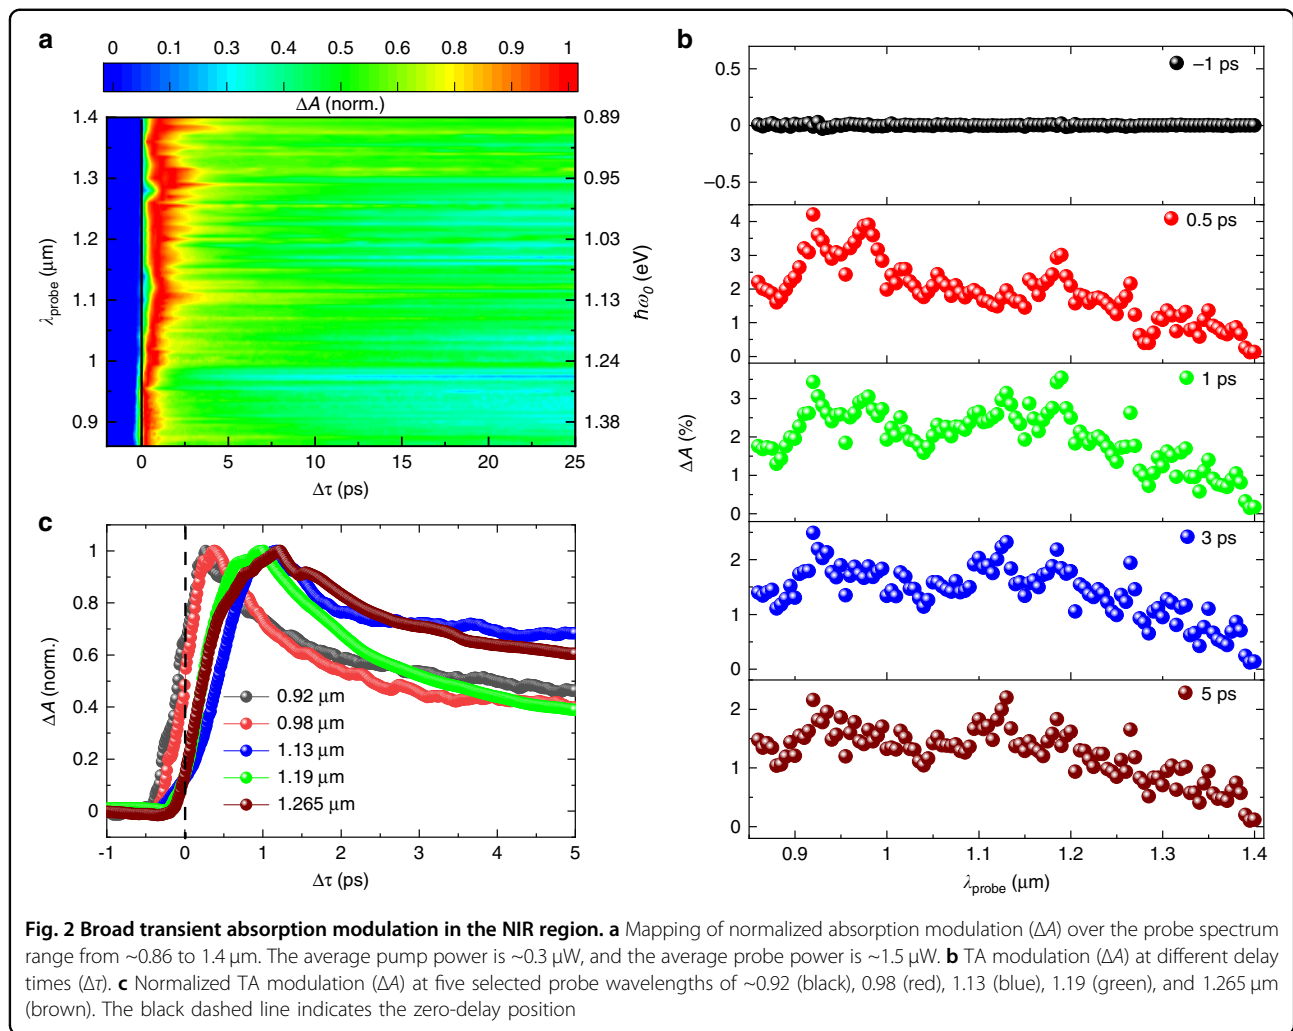 a
0 0.1 0.3 0.4 0.6 0.8 0.9 1
ΔA (norm.)
1.4
1.3
1.2
1.1
1
0.9
λprobe (μm)
0.89
0.95
1.03
1.13
1.24
1.38
ℏω0 (eV)
0 5 10 15 20 25
Δτ (ps)
b
0.5
0
–0.5
–1 ps
4
3
2
1
0
0.5 ps
3
2
1
0
1 ps
ΔA (%)
2
1
0
3 ps
2
1
0
5 ps
0.9 1 1.1 1.2 1.3 1.4
λprobe (μm)
c
1
0.8
0.6
0.4
0.2
0
ΔA (norm.)
0.92 μm
0.98 μm
1.13 μm
1.19 μm
1.265 μm
-1 0 1 2 3 4 5
Δτ (ps)
Fig. 2 Broad transient absorption modulation in the NIR region. a Mapping of normalized absorption modulation (ΔA) over the probe spectrum
range from ~0.86 to 1.4 μm. The average pump power is ~0.3 μW, and the average probe power is ~1.5 μW. b TA modulation (ΔA) at different delay
times (Δτ). c Normalized TA modulation (ΔA) at five selected probe wavelengths of ~0.92 (black), 0.98 (red), 1.13 (blue), 1.19 (green), and 1.265 μm
(brown). The black dashed line indicates the zero-delay position